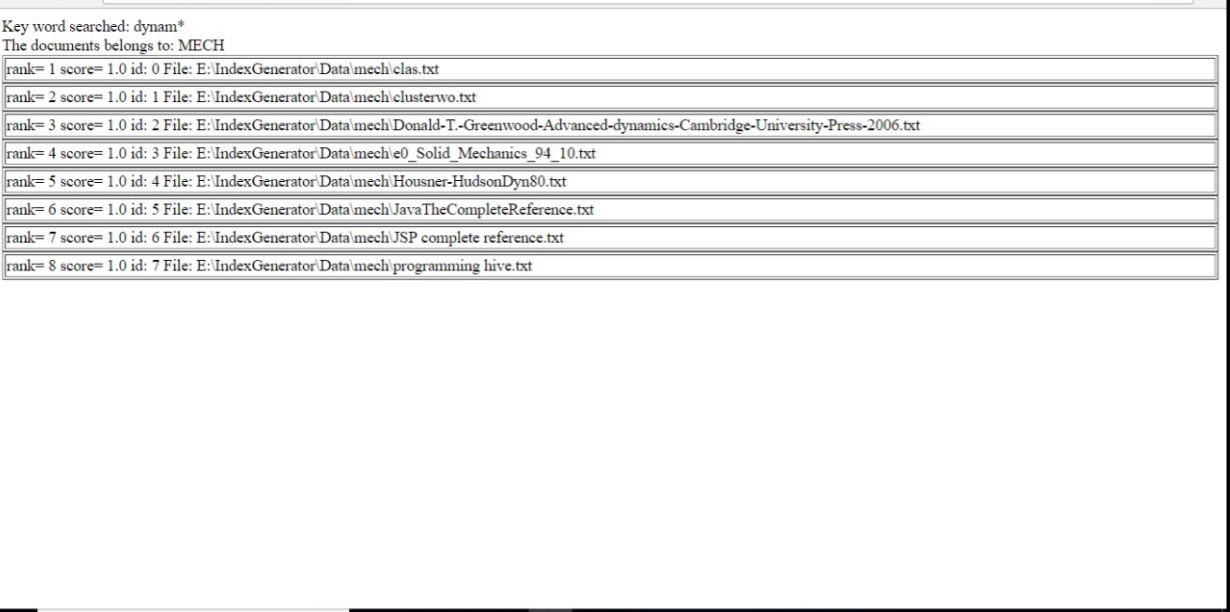 Key word searched: dynam*
The documents belongs to: MECH
rank= 1 score= 1.0 id: 0 File: E:\IndexGenerator\Data\mech\clas.txt
rank= 2 score= 1.0 id: 1 File: E:\IndexGenerator\Data\mech\clusterwo.txt
rank= 3 score= 1.0 id: 2 File: E:\IndexGenerator\Data\mech\Donald-T.-Greenwood-Advanced-dynamics-Cambridge-University-Press-2006.txt
rank= 4 score= 1.0 id: 3 File: E:\IndexGenerator\Data\mech\e0_Solid_Mechanics_94_10.txt
rank= 5 score= 1.0 id: 4 File: E:\IndexGenerator\Data\mech\Housner-HudsonDyn80.txt
rank= 6 score= 1.0 id: 5 File: E:\IndexGenerator\Data\mech\JavaTheCompleteReference.txt
rank= 7 score= 1.0 id: 6 File: E:\IndexGenerator\Data\mech\JSP complete reference.txt
rank= 8 score= 1.0 id: 7 File: E:\IndexGenerator\Data\mech\programming hive.txt